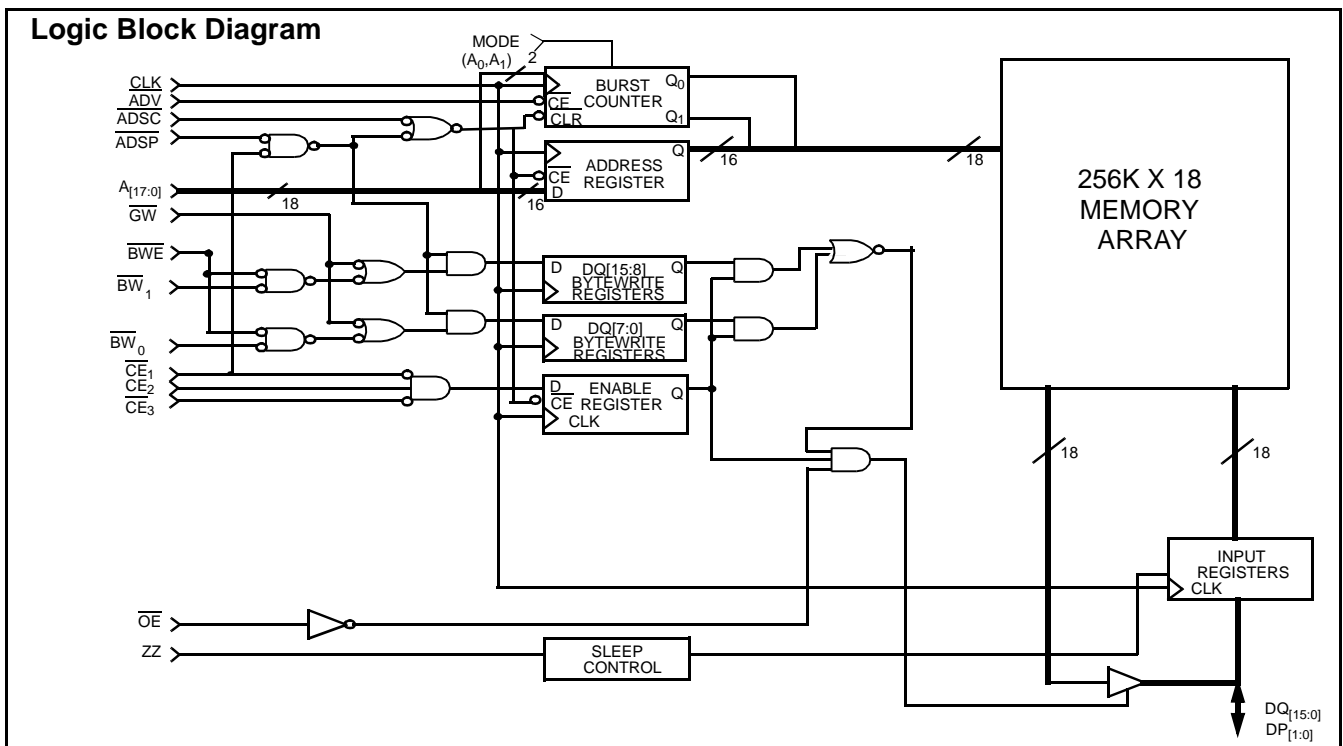 Logic Block Diagram
MODE
(A0,A1)
2
CLK
ADV
ADSC
ADSP
A[17:0]
18
GW
BWE
BW1
BW0
CE1
CE2
CE3
OE
ZZ
BURST
COUNTER
CE
CLR
Q0
Q1
ADDRESS
REGISTER
CE
D
Q
16
16
18
D
DQ[15:8]
BYTEWRITE
REGISTERS
Q
D
DQ[7:0]
BYTEWRITE
REGISTERS
Q
D
ENABLE
REGISTER
CE
CLK
Q
SLEEP
CONTROL
256K X 18
MEMORY
ARRAY
18
18
INPUT
REGISTERS
CLK
DQ[15:0]
DP[1:0]